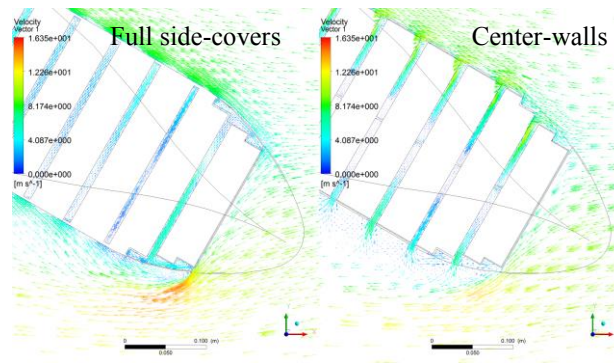 Velocity
Vector 1
Full side-covers
1.635e+001
1.226e+001
8.174e+000
4.087e+000
0.000e+000
[m s^-1]
0
0.100 (m)
0.050
Velocity
Vector 1
Center-walls
1.635e+001
1.226e+001
8.174e+000
4.087e+000
0.000e+000
[m s^-1]
0
0.100 (m)
0.050